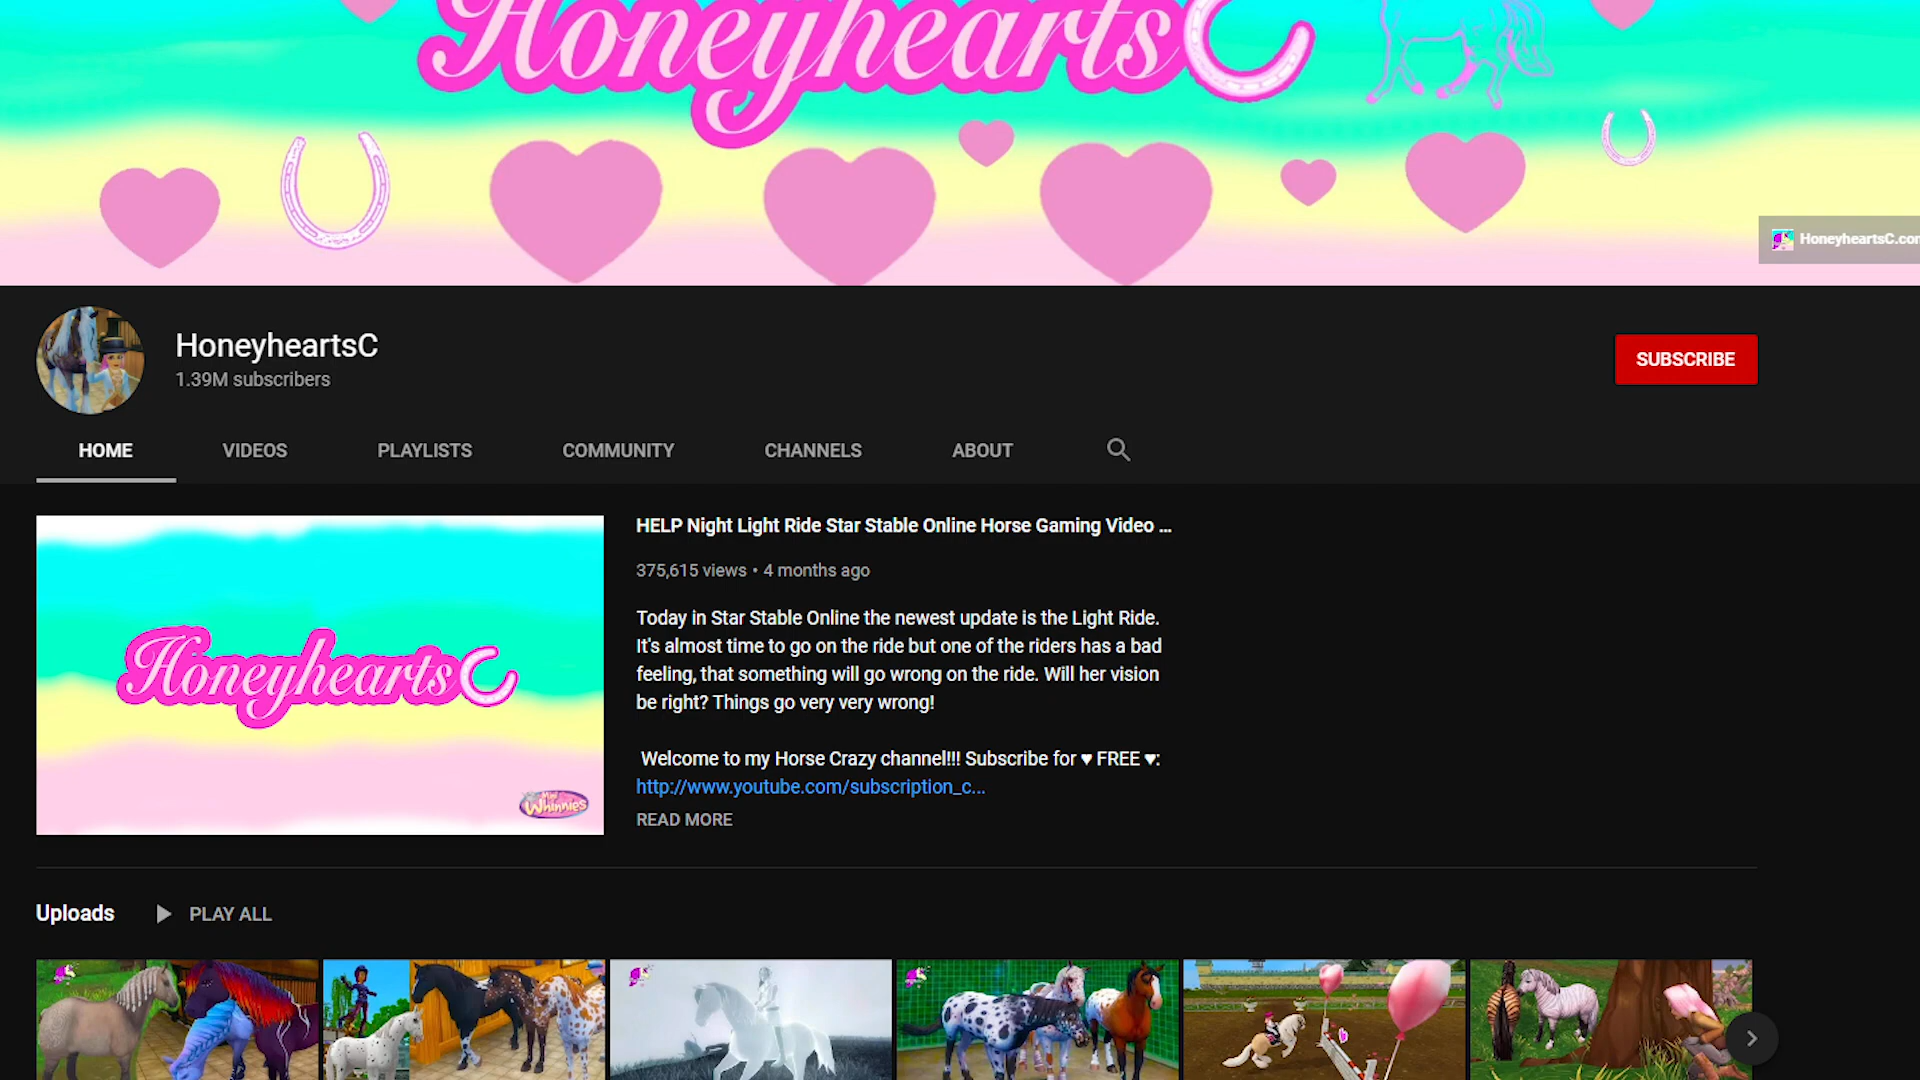 HoneyheartsC
HoneyheartsC.com
HoneyheartsC
1.39M subscribers
SUBSCRIBE
HOME
VIDEOS
PLAYLISTS
COMMUNITY
CHANNELS
ABOUT
HELP Night Light Ride Star Stable Online Horse Gaming Video ...
375,615 views • 4 months ago
Today in Star Stable Online the newest update is the Light Ride.
It's almost time to go on the ride but one of the riders has a bad
feeling, that something will go wrong on the ride. Will her vision
be right? Things go very very wrong!
Welcome to my Horse Crazy channel!!! Subscribe for ♥ FREE ♥:
http://www.youtube.com/subscription_c...
READ MORE
HoneyheartsC
Mini
Whinnies
Uploads
PLAY ALL